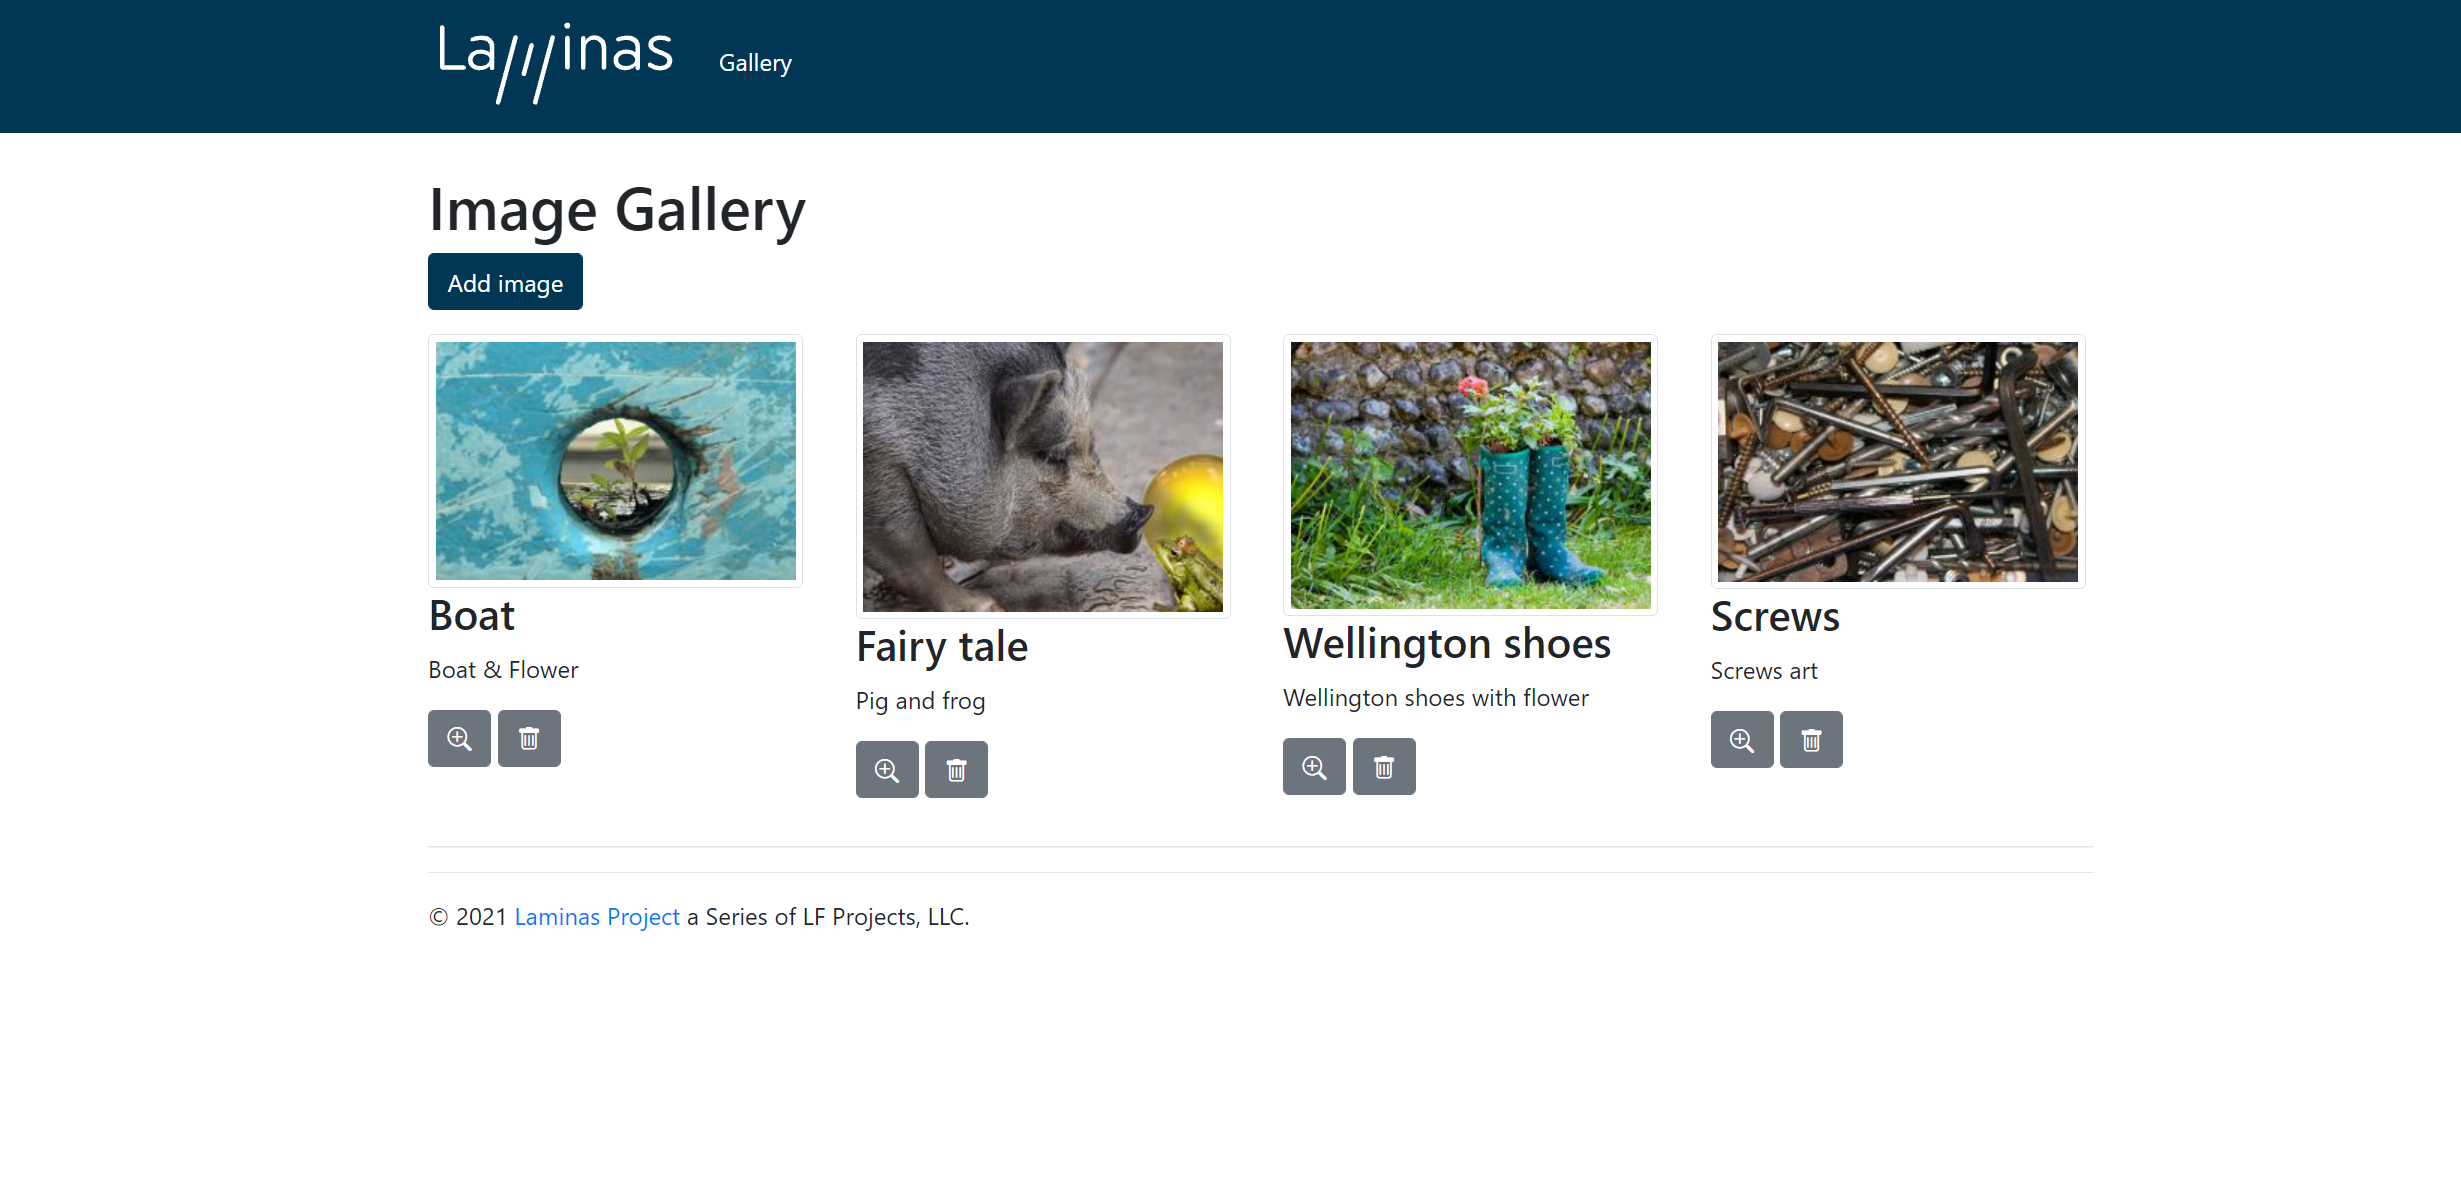 Laminas
Gallery
Image Gallery
Add image
Boat
Boat & Flower
Fairy tale
Pig and frog
Wellington shoes
Wellington shoes with flower
Screws
Screws art
© 2021 Laminas Project a Series of LF Projects, LLC.